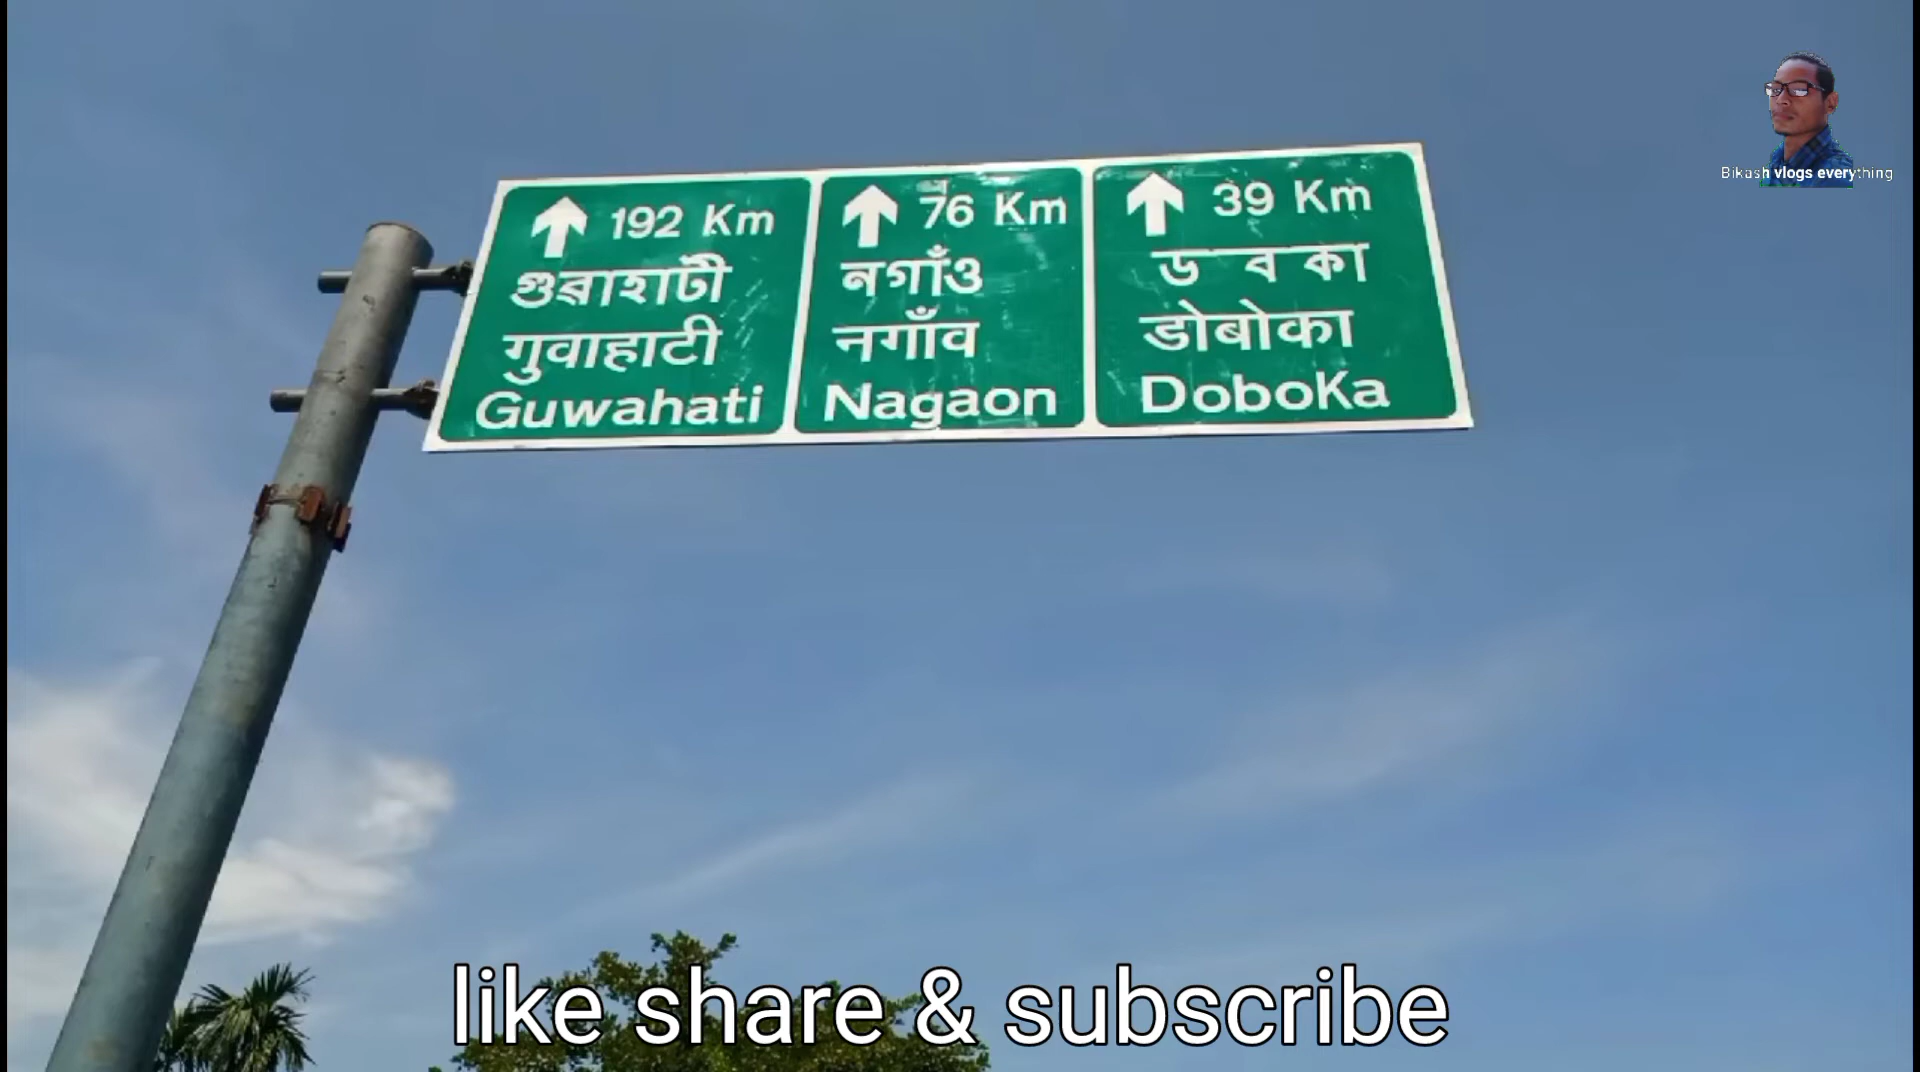 192 Km
গুৱাহাটী
गुवाहाटी
Guwahati
76 Km
নগাঁও
नगाँव
Nagaon
39 Km
ড ব কা
डोबोका
DoboKa
Bikash vlogs everything
like share & subscribe